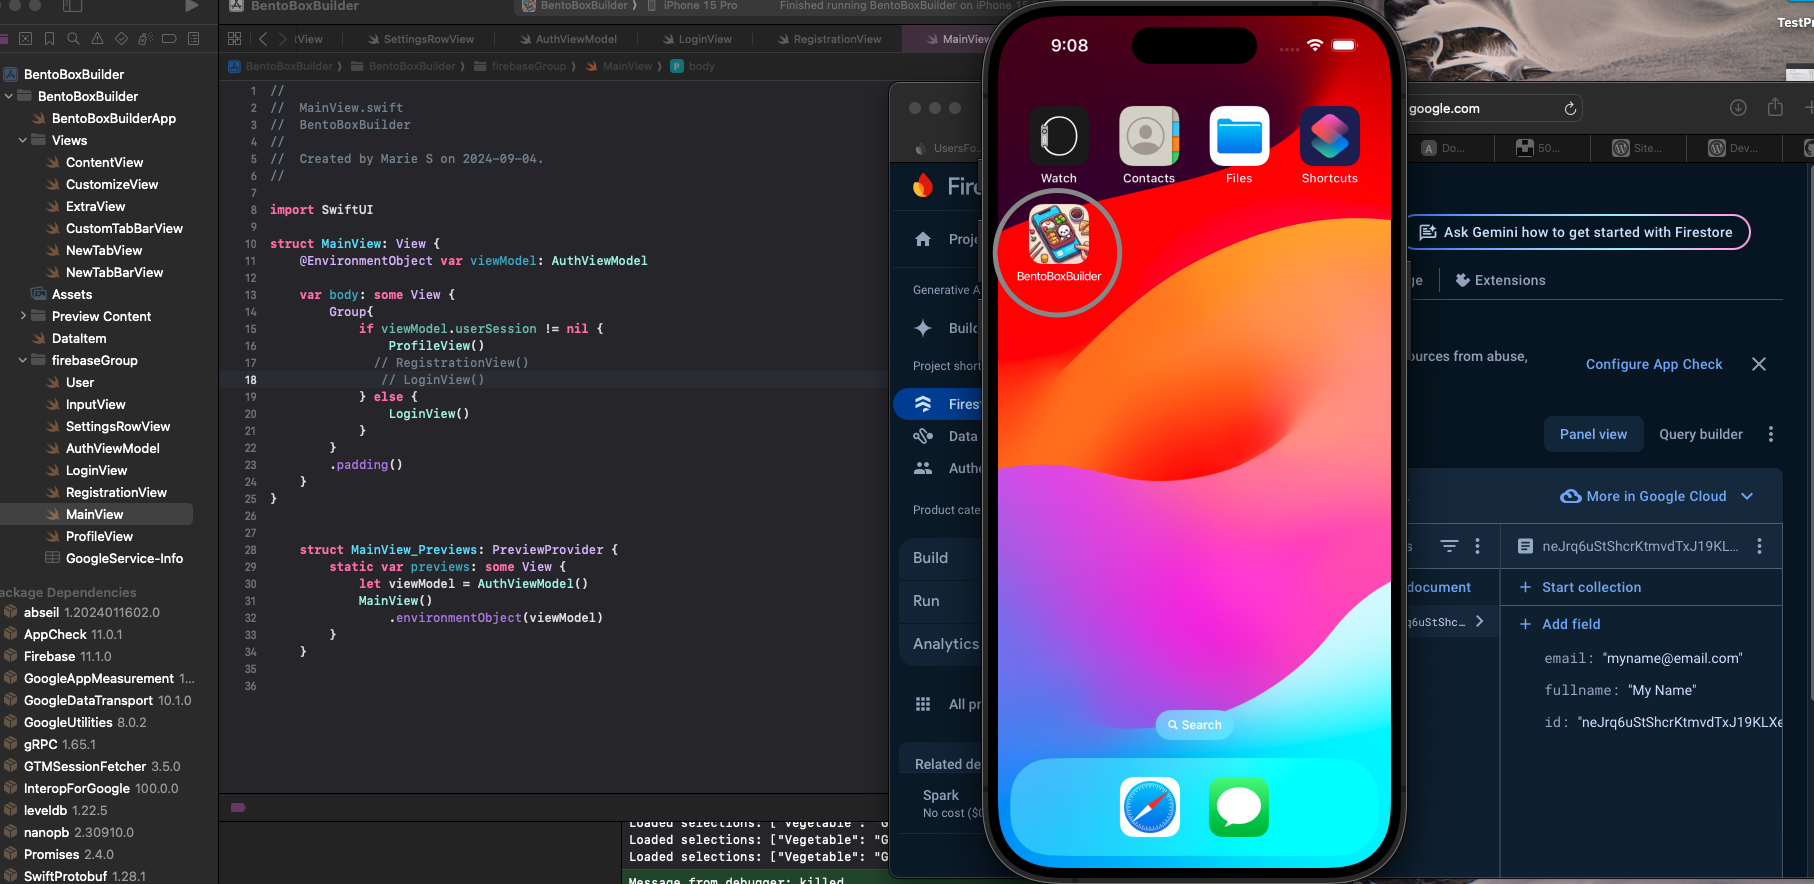 BentoBoxBuilder
BentoBoxBuilder
iPhone 15 Pro
Finished running BentoBoxBuilder on iPhone 15
tView
SettingsRowView
AuthViewModel
LoginView
RegistrationView
MainView
BentoBoxBuilder
BentoBoxBuilder
firebaseGroup
MainView
P body
BentoBoxBuilder
BentoBoxBuilder
BentoBoxBuilderApp
Views
ContentView
CustomizeView
ExtraView
CustomTabBarView
NewTabView
NewTabBarView
Assets
Preview Content
DataItem
firebaseGroup
User
InputView
SettingsRowView
AuthViewModel
LoginView
RegistrationView
MainView
ProfileView
GoogleService-Info
ackage Dependencies
abseil 1.2024011602.0
AppCheck 11.0.1
Firebase 11.1.0
GoogleAppMeasurement 1...
GoogleDataTransport 10.1.0
GoogleUtilities 8.0.2
gRPC 1.65.1
GTMSessionFetcher 3.5.0
InteropForGoogle 100.0.0
leveldb 1.22.5
nanopb 2.30910.0
Promises 2.4.0
SwiftProtobuf 1.28.1
1 //
2 //  MainView.swift
3 //  BentoBoxBuilder
4 //
5 //  Created by Marie S on 2024-09-04.
6 //
7
8 import SwiftUI
9
10 struct MainView: View {
11     @EnvironmentObject var viewModel: AuthViewModel
12
13     var body: some View {
14         Group{
15             if viewModel.userSession != nil {
16                 ProfileView()
17               // RegistrationView()
18                // LoginView()
19             } else {
20                 LoginView()
21             }
22         }
23         .padding()
24     }
25 }
26
27
28     struct MainView_Previews: PreviewProvider {
29         static var previews: some View {
30             let viewModel = AuthViewModel()
31             MainView()
32                 .environmentObject(viewModel)
33         }
34     }
35
36
Loaded selections: ["Vegetable": "G
Loaded selections: ["Vegetable": "G
Loaded selections: ["Vegetable": "G
Message from debugger: killed
UsersFo...
Fire
Proje
Generative A
Build
Project short
Fires
Data
Authe
Product cate
Build
Run
Analytics
All pr
Related de
Spark
No cost ($0
9:08
Watch
Contacts
Files
Shortcuts
BentoBoxBuilder
Search
TestPr
google.com
A Do...
50...
Site...
Dev...
Ask Gemini how to get started with Firestore
ge
Extensions
ources from abuse,
Configure App Check
Panel view
Query builder
More in Google Cloud
s
neJrq6uStShcrKtmvdTxJ19KL...
document
+ Start collection
q6uStShc...
+ Add field
email: "myname@email.com"
fullname: "My Name"
id: "neJrq6uStShcrKtmvdTxJ19KLXe